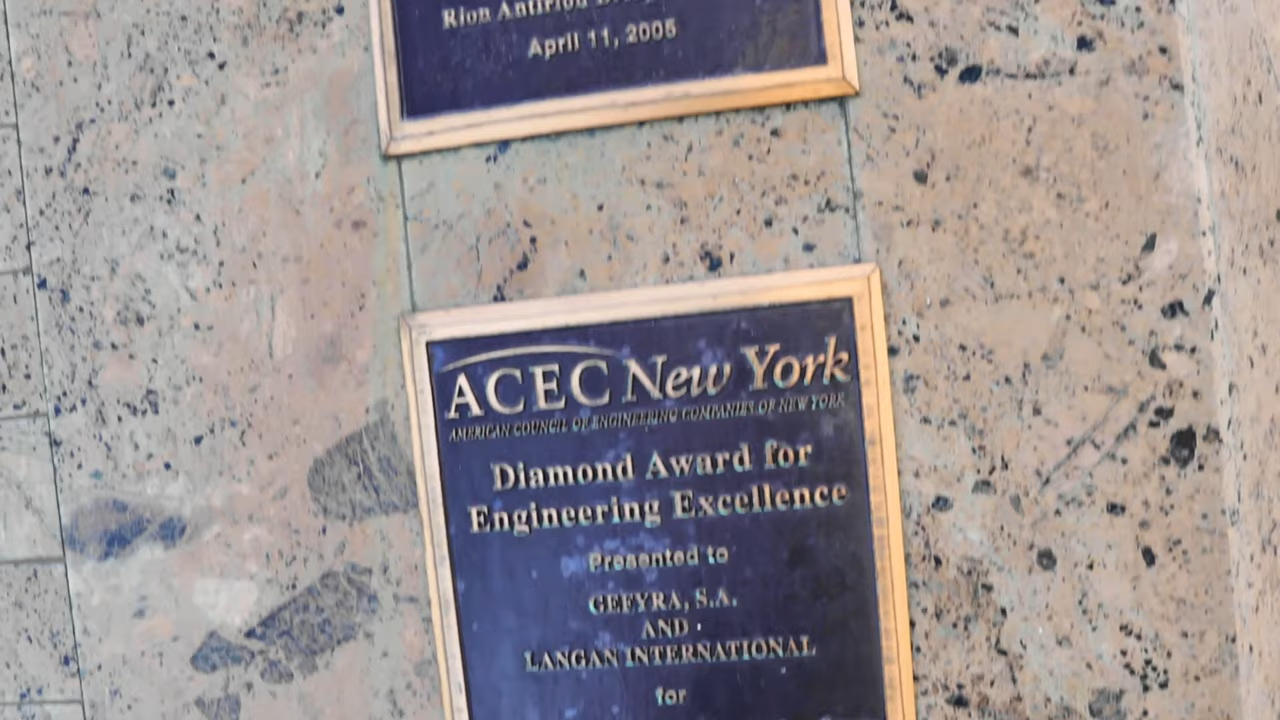 Rion Antirion
April 11, 2005
ACEC New York
AMERICAN COUNCIL OF ENGINEERING COMPANIES OF NEW YORK
Diamond Award for
Engineering Excellence
Presented to
GEFYRA, S.A.
AND
LANGAN INTERNATIONAL
for